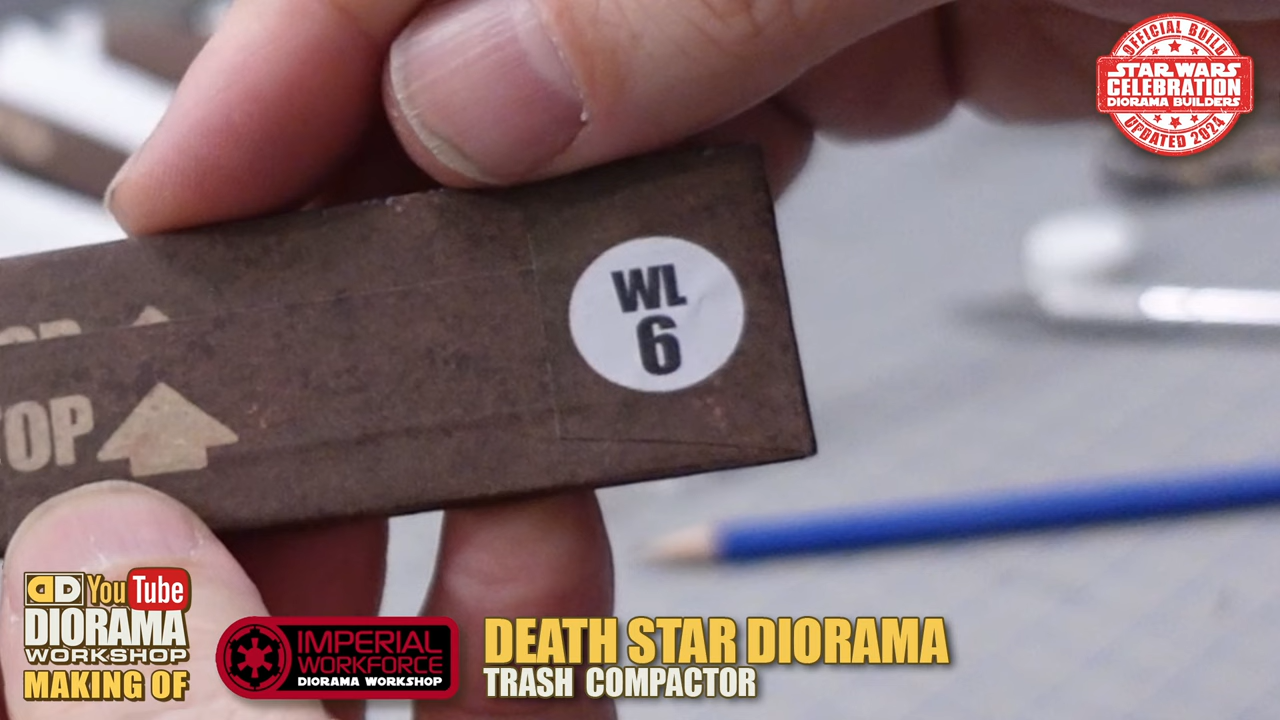 OFFICIAL BUILD
STAR WARS
CELEBRATION
DIORAMA BUILDERS
UPDATED 2024
WL
6
TOP
DD YouTube
DIORAMA
WORKSHOP
MAKING OF
IMPERIAL
WORKFORCE
DIORAMA WORKSHOP
DEATH STAR DIORAMA
TRASH COMPACTOR